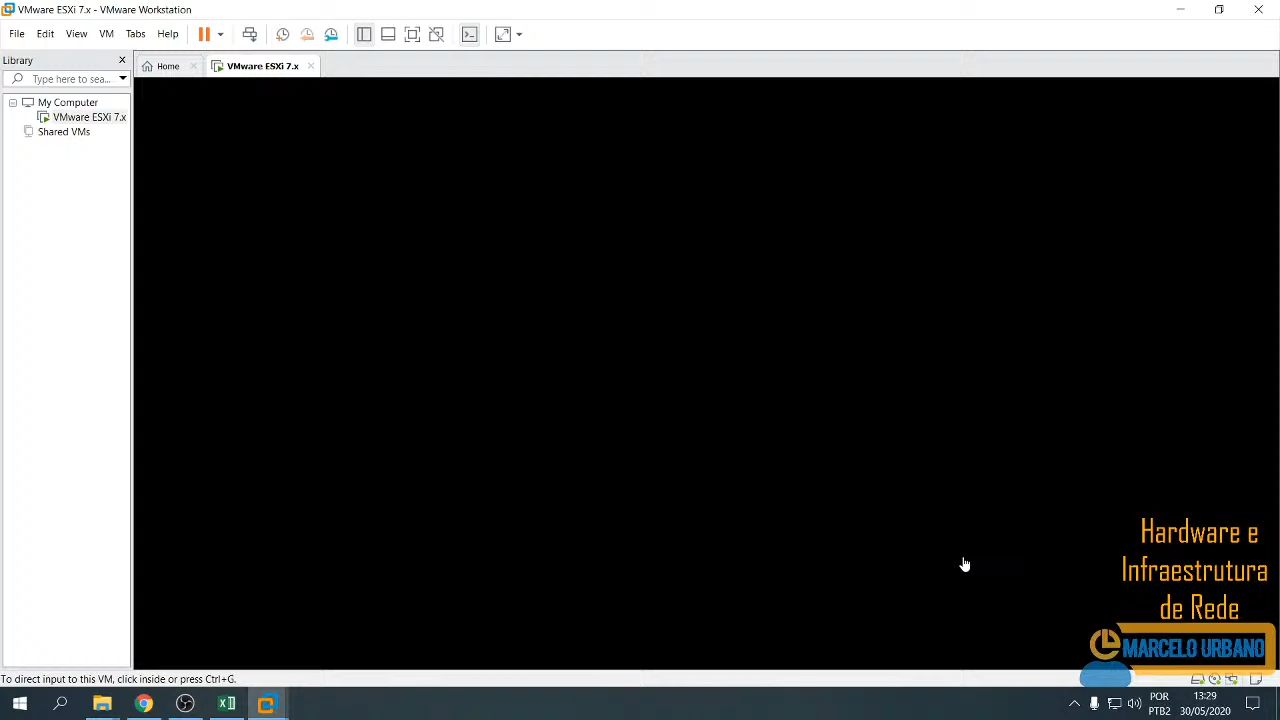 VMware ESXi 7.x - VMware Workstation
File Edit View VM Tabs Help
Library
Type here to sea...
Home
VMware ESXi 7.x
My Computer
VMware ESXi 7.x
Shared VMs
Hardware e
Infraestrutura
de Rede
MARCELO URBANO
To direct input to this VM, click inside or press Ctrl+G.
POR
PTB2
13:29
30/05/2020